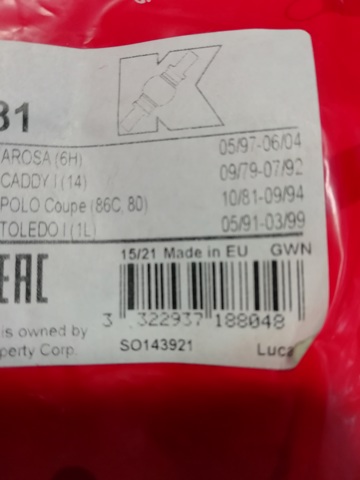 31
AROSA (6H) 05/97-06/04
CADDY I (14) 09/79-07/92
POLO Coupe (86C, 80) 10/81-09/94
TOLEDO I (1L) 05/91-03/99
15/21 Made in EU GWN
EAC
3 322937 188048
is owned by
perty Corp.
SO143921
Luca